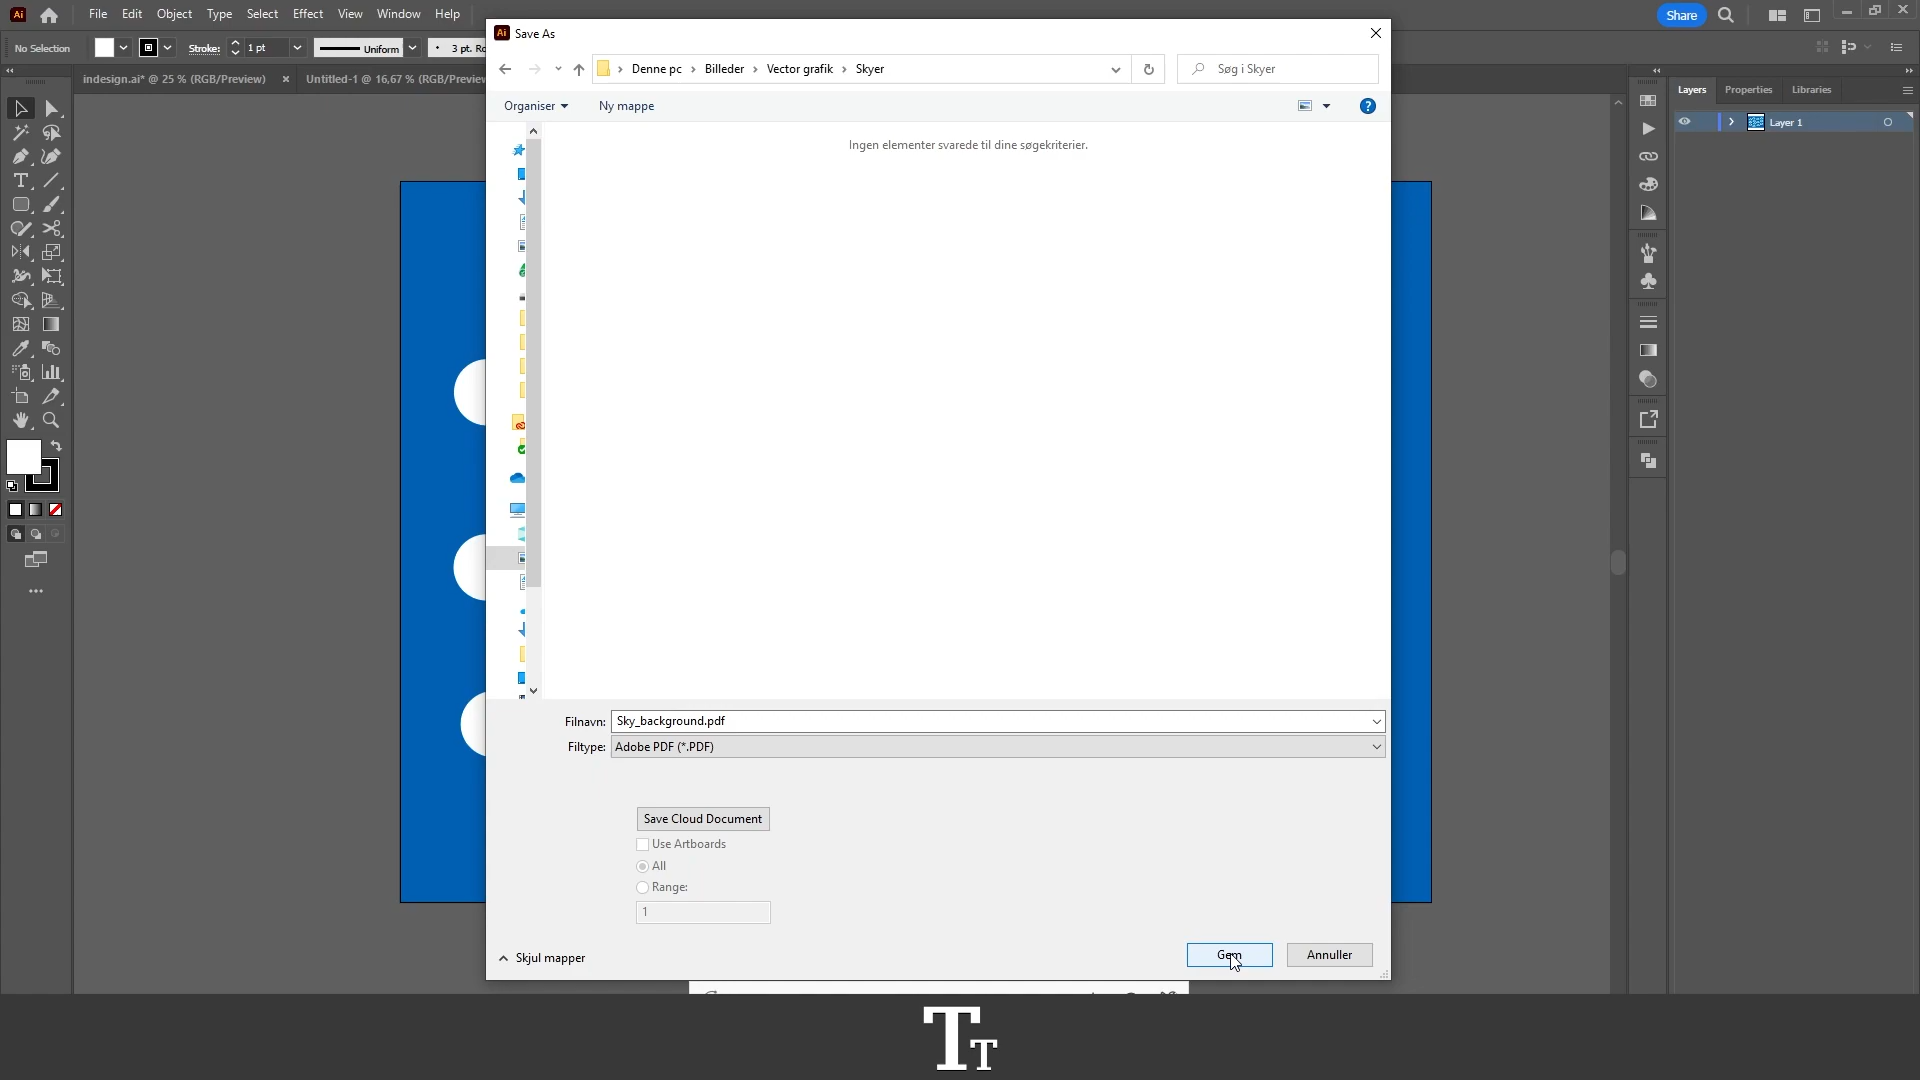 Ai
File Edit Object Type Select Effect View Window Help
Share
Ai Save As
No Selection
Stroke:
1 pt
Uniform
3 pt. Ro
indesign.ai* @ 25 % (RGB/Preview)
Untitled-1 @ 16,67 % (RGB/Preview
Denne pc
Billeder
Vector grafik
Skyer
Søg i Skyer
Organiser
Ny mappe
?
Ingen elementer svarede til dine søgekriterier.
Filnavn: Sky_background.pdf
Filtype: Adobe PDF (*.PDF)
Save Cloud Document
Use Artboards
All
Range:
1
Skjul mapper
Gem
Annuller
Layers Properties Libraries
Layer 1
TT